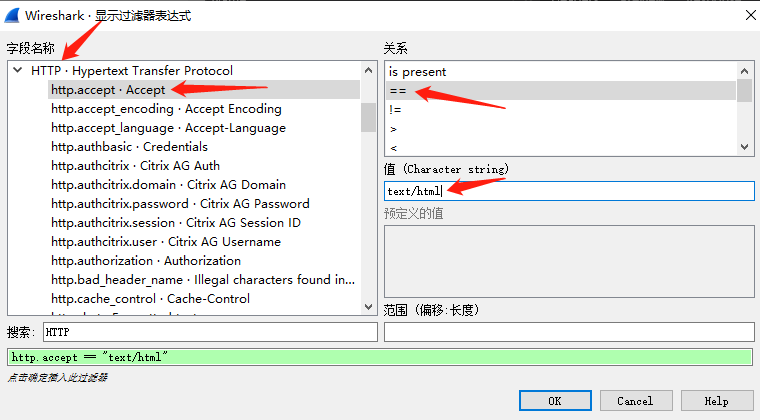 Wireshark · 显示过滤器表达式
字段名称
HTTP · Hypertext Transfer Protocol
http.accept · Accept
http.accept_encoding · Accept Encoding
http.accept_language · Accept-Language
http.authbasic · Credentials
http.authcitrix · Citrix AG Auth
http.authcitrix.domain · Citrix AG Domain
http.authcitrix.password · Citrix AG Password
http.authcitrix.session · Citrix AG Session ID
http.authcitrix.user · Citrix AG Username
http.authorization · Authorization
http.bad_header_name · Illegal characters found in...
http.cache_control · Cache-Control
搜索: HTTP
关系
is present
==
!=
>
<
值 (Character string)
text/html
预定义的值
范围 (偏移:长度)
http.accept == "text/html"
点击确定插入此过滤器
OK Cancel Help